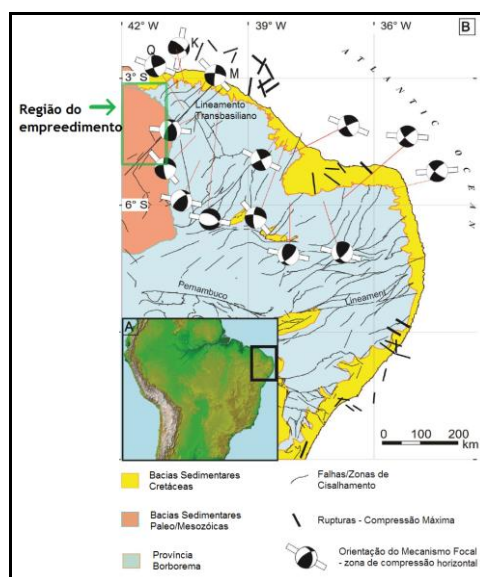 42° W
39° W
36° W
B
3° S
6° S
Q
K
M
ATLANTIC OCEAN
Região do
empreedimento
Lineamento
Transbasiliano
Pernambuco
Lineament
A
0 100 200
km
Bacias Sedimentares
Cretáceas
Falhas/Zonas de
Cisalhamento
Bacias Sedimentares
Paleo/Mesozóicas
Rupturas - Compressão Máxima
Província
Borborema
Orientação do Mecanismo Focal
- zona de compressão horizontal